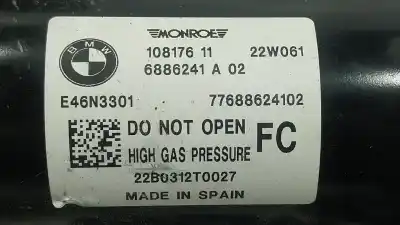 BMW
MONROE
108176 11 22W061
6886241 A 02
E46N3301 77688624102
DO NOT OPEN FC
HIGH GAS PRESSURE
22B0312T0027
MADE IN SPAIN